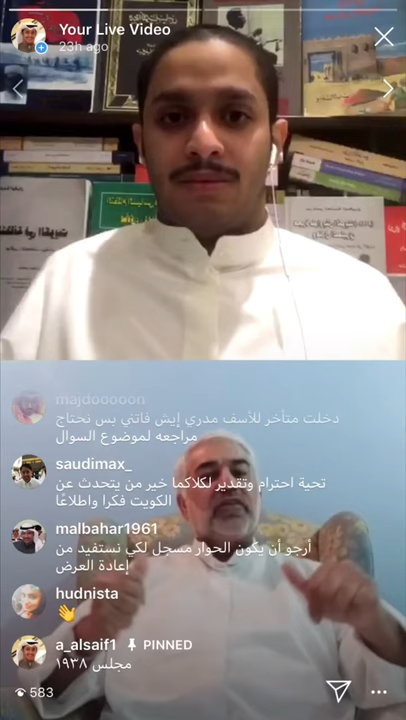 Your Live Video
23h ago
majdooooon
دخلت متأخر للأسف مدري إيش فاتني بس نحتاج
مراجعه لموضوع السوال
saudimax_
تحية احترام وتقدير لكلاكما خير من يتحدث عن
الكويت فكرا واطلاعًا
malbahar1961
أرجو أن يكون الحوار مسجل لكي نستفيد من
إعادة العرض
hudnista
👋
a_alsaif1 PINNED
مجلس ١٩٣٨
583